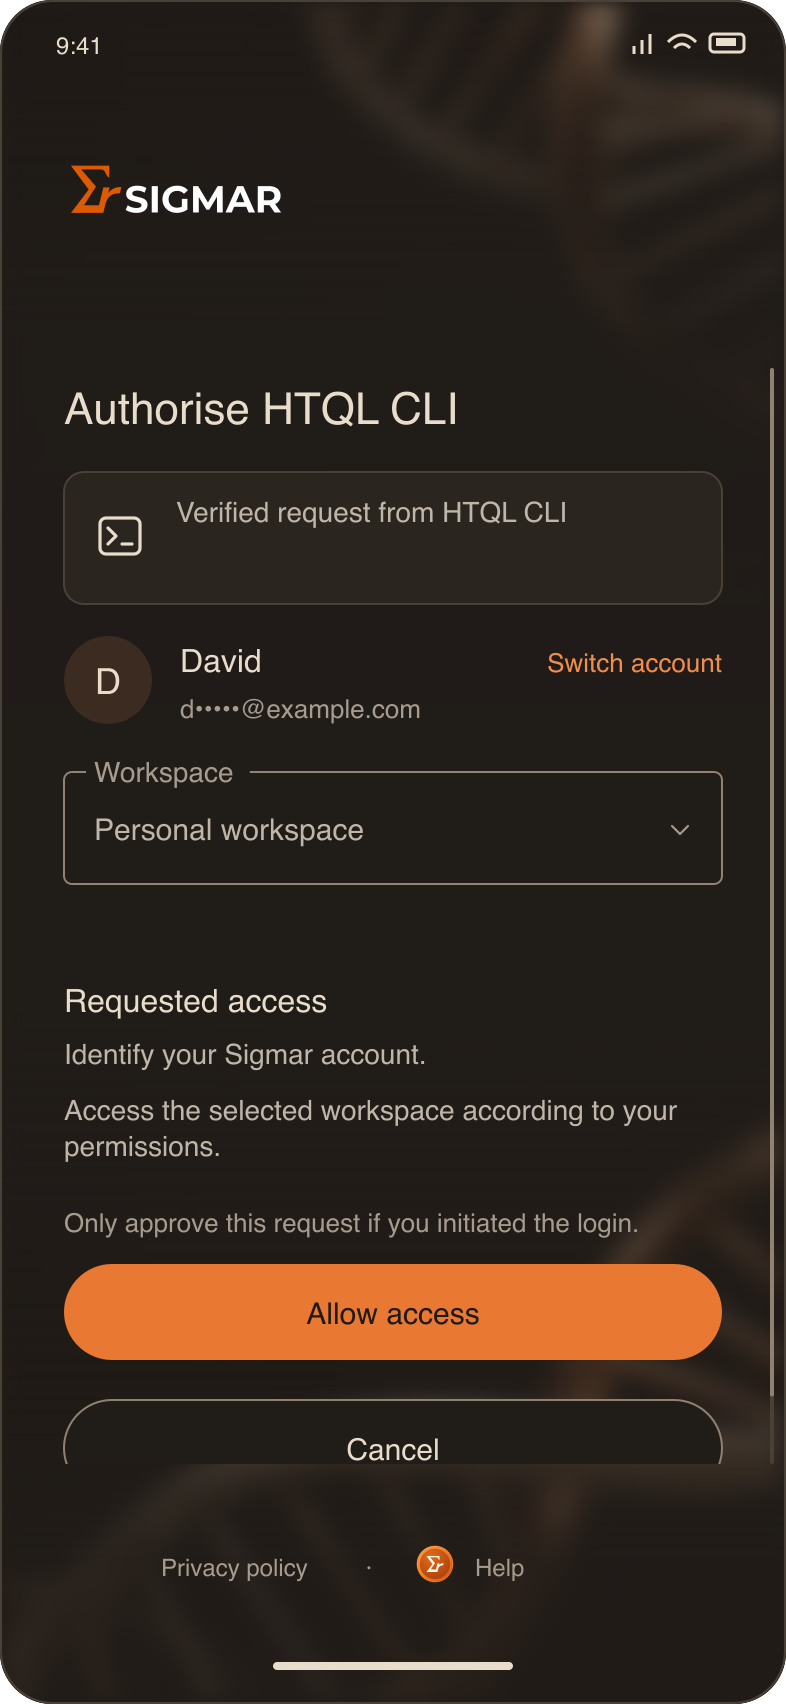 9:41
Σr SIGMAR
Authorise HTQL CLI
Verified request from HTQL CLI
D
David
Switch account
d•••••@example.com
Workspace
Personal workspace
Requested access
Identify your Sigmar account.
Access the selected workspace according to your
permissions.
Only approve this request if you initiated the login.
Allow access
Cancel
Privacy policy · Σr Help